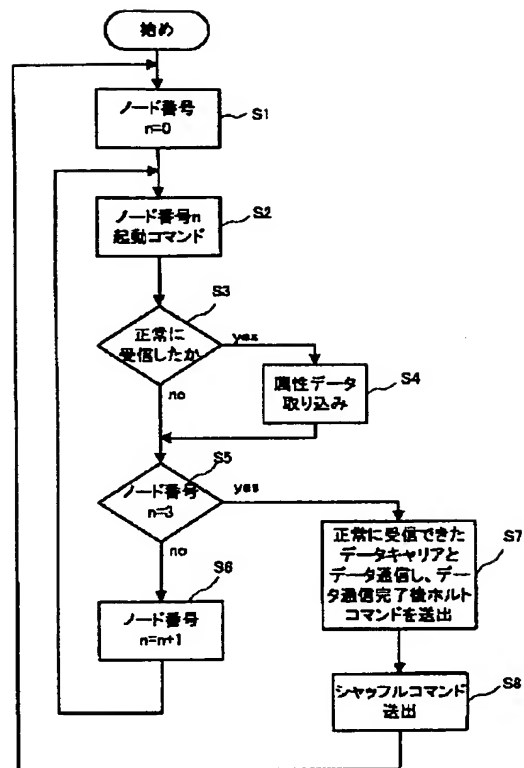 始め
ノード番号
n=0
S1
ノード番号n
起動コマンド
S2
S3
正常に
受信したか
yes
no
属性データ
取り込み
S4
S5
ノード番号
n=3
yes
no
S6
ノード番号
n=n+1
正常に受信できた
データキャリアと
データ通信し、デー
タ通信完了後ホルト
コマンドを送出
S7
シャッフルコマンド
送出
S8